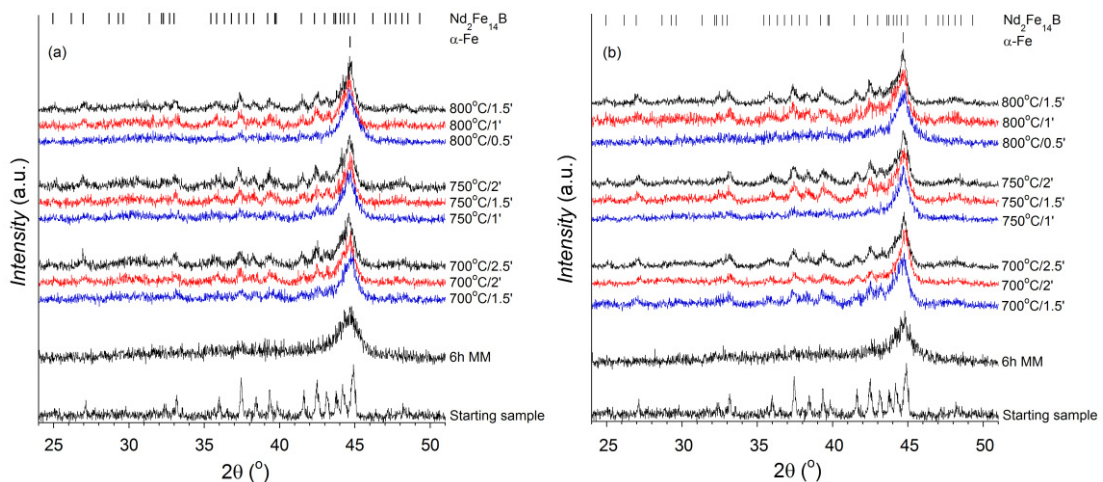 Nd₂Fe₁₄B
(a)
α-Fe
800°C/1.5'
800°C/1'
800°C/0.5'
750°C/2'
750°C/1.5'
750°C/1'
700°C/2.5'
700°C/2'
700°C/1.5'
6h MM
Starting sample
Intensity (a.u.)
25 30 35 40 45 50
2θ (°)
Nd₂Fe₁₄B
(b)
α-Fe
800°C/1.5'
800°C/1'
800°C/0.5'
750°C/2'
750°C/1.5'
750°C/1'
700°C/2.5'
700°C/2'
700°C/1.5'
6h MM
Starting sample
Intensity (a.u.)
25 30 35 40 45 50
2θ (°)